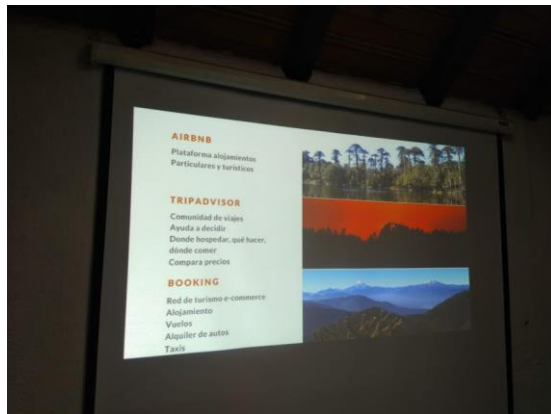 AIRBNB
Plataforma alojamientos
Particulares y turísticos
TRIPADVISOR
Comunidad de viajes
Ayuda a decidir
Donde hospedar, qué hacer,
dónde comer
Compara precios
BOOKING
Red de turismo e-commerce
Alojamiento
Vuelos
Alquiler de autos
Taxis